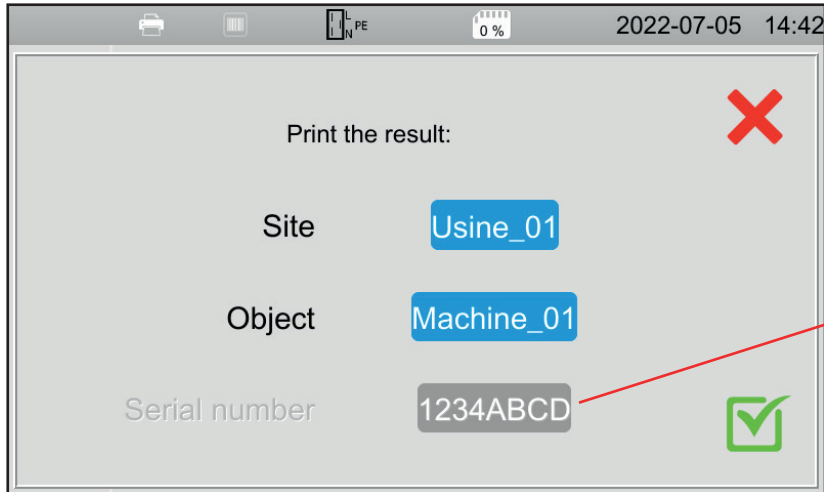 L
N PE
0 %
2022-07-05 14:42
Print the result:
Site Usine_01
Object Machine_01
Serial number 1234ABCD